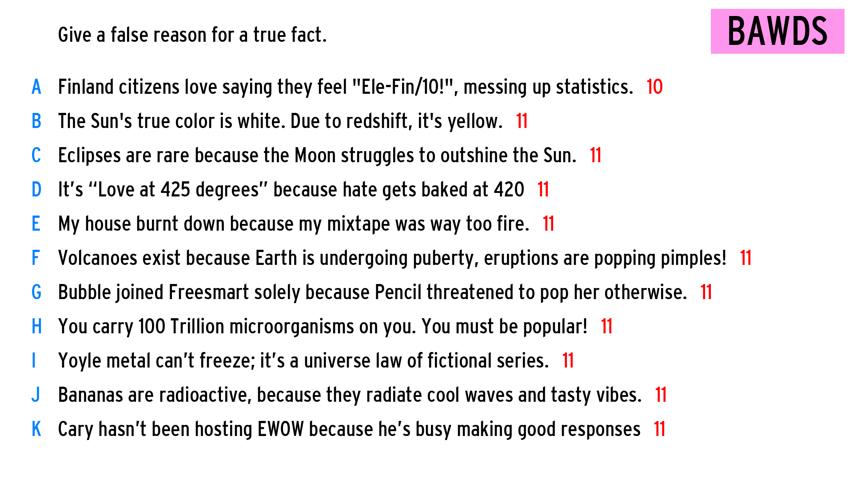 Give a false reason for a true fact.
BAWDS
A Finland citizens love saying they feel "Ele-Fin/10!", messing up statistics. 10
B The Sun's true color is white. Due to redshift, it's yellow. 11
C Eclipses are rare because the Moon struggles to outshine the Sun. 11
D It’s “Love at 425 degrees” because hate gets baked at 420 11
E My house burnt down because my mixtape was way too fire. 11
F Volcanoes exist because Earth is undergoing puberty, eruptions are popping pimples! 11
G Bubble joined Freesmart solely because Pencil threatened to pop her otherwise. 11
H You carry 100 Trillion microorganisms on you. You must be popular! 11
I Yoyle metal can’t freeze; it’s a universe law of fictional series. 11
J Bananas are radioactive, because they radiate cool waves and tasty vibes. 11
K Cary hasn’t been hosting EWOW because he’s busy making good responses 11